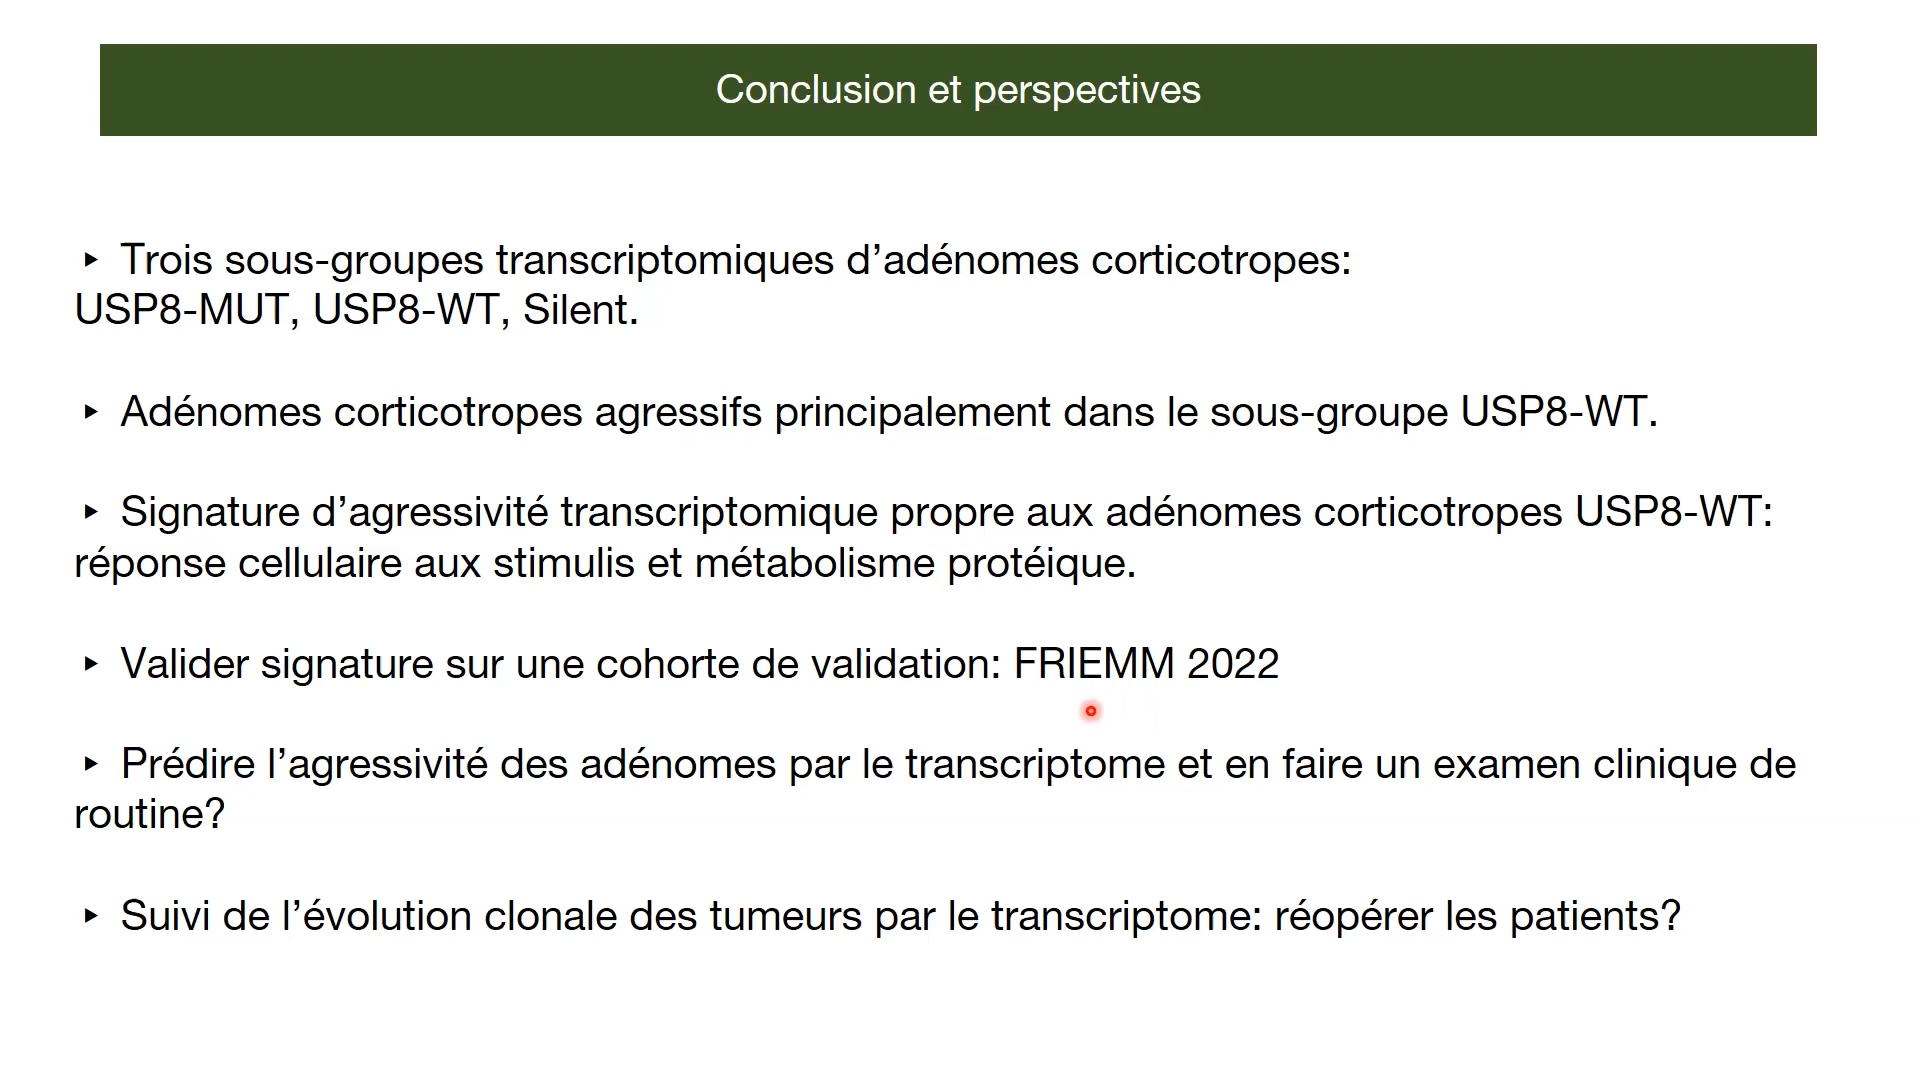 Conclusion et perspectives
‣ Trois sous-groupes transcriptomiques d’adénomes corticotropes:
USP8-MUT, USP8-WT, Silent.
‣ Adénomes corticotropes agressifs principalement dans le sous-groupe USP8-WT.
‣ Signature d’agressivité transcriptomique propre aux adénomes corticotropes USP8-WT:
réponse cellulaire aux stimulis et métabolisme protéique.
‣ Valider signature sur une cohorte de validation: FRIEMM 2022
‣ Prédire l’agressivité des adénomes par le transcriptome et en faire un examen clinique de
routine?
‣ Suivi de l’évolution clonale des tumeurs par le transcriptome: réopérer les patients?